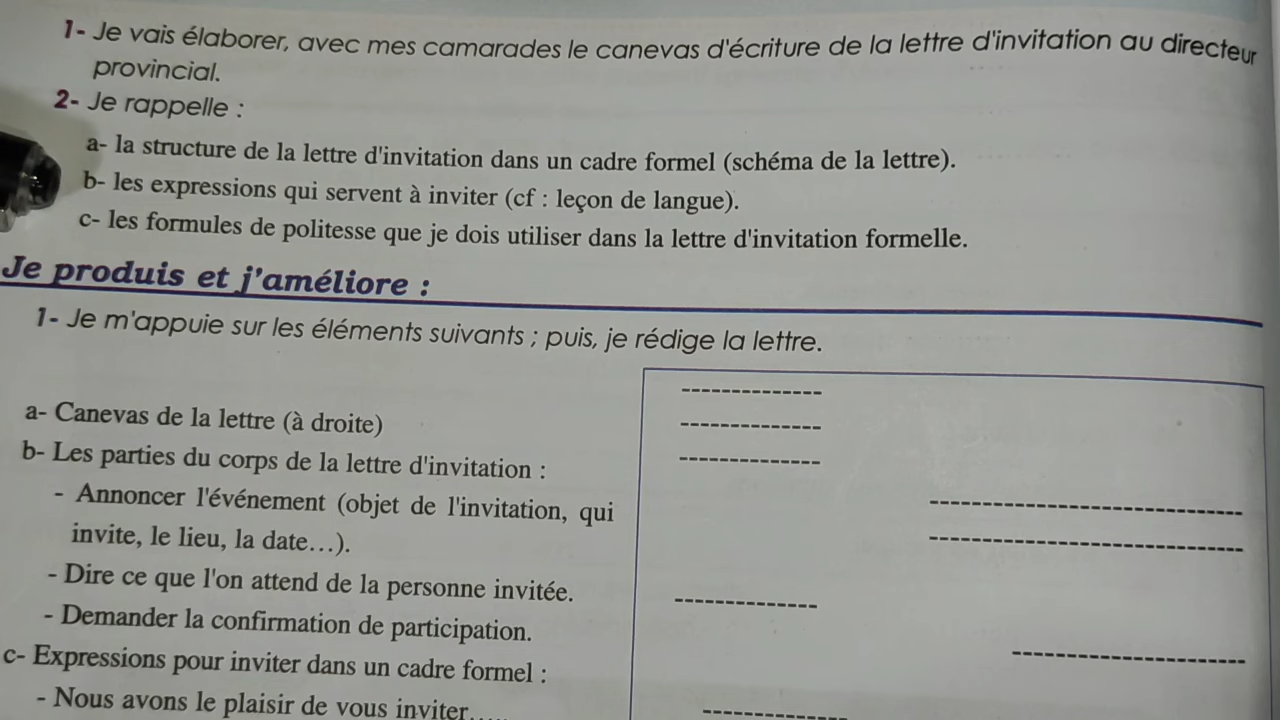 1- Je vais élaborer, avec mes camarades le canevas d'écriture de la lettre d'invitation au directeur
provincial.
2- Je rappelle :
a- la structure de la lettre d'invitation dans un cadre formel (schéma de la lettre).
b- les expressions qui servent à inviter (cf : leçon de langue).
c- les formules de politesse que je dois utiliser dans la lettre d'invitation formelle.
Je produis et j'améliore :
1- Je m'appuie sur les éléments suivants ; puis, je rédige la lettre.
a- Canevas de la lettre (à droite)
b- Les parties du corps de la lettre d'invitation :
- Annoncer l'événement (objet de l'invitation, qui
invite, le lieu, la date...).
- Dire ce que l'on attend de la personne invitée.
- Demander la confirmation de participation.
c- Expressions pour inviter dans un cadre formel :
- Nous avons le plaisir de vous inviter.....